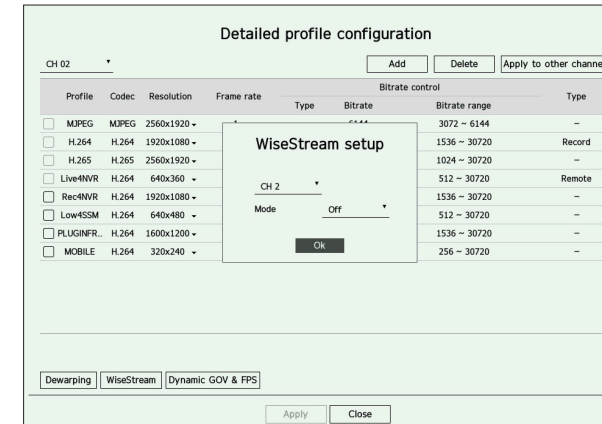 Detailed profile configuration
CH 02 Add Delete Apply to other channe
Profile Codec Resolution Frame rate Bitrate control Type
Type Bitrate Bitrate range
MJPEG MJPEG 2560x1920 3072 ~ 6144 –
H.264 H.264 1920x1080 1536 ~ 30720 Record
H.265 H.265 2560x1920 1024 ~ 30720 –
Live4NVR H.264 640x360 512 ~ 30720 Remote
Rec4NVR H.264 1920x1080 1536 ~ 30720 –
Low4SSM H.264 640x480 512 ~ 30720 –
PLUGINFR... H.264 1600x1200 1536 ~ 30720 –
MOBILE H.264 320x240 256 ~ 30720 –
WiseStream setup
CH 2
Mode Off
Ok
Dewarping WiseStream Dynamic GOV & FPS
Apply Close